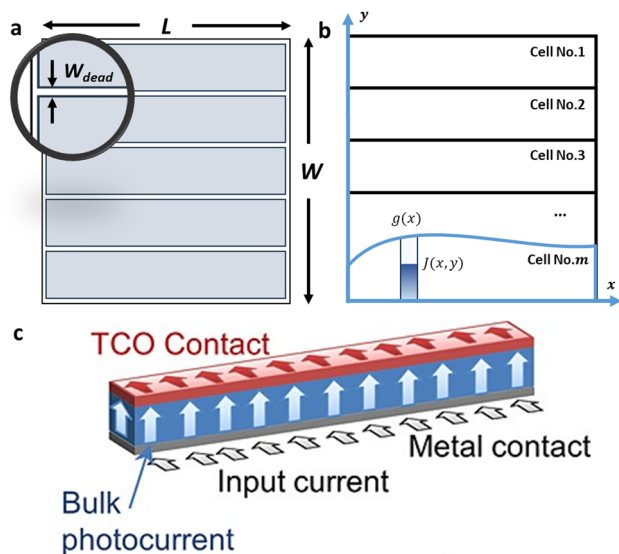 a
L
W_dead
W
b
y
Cell No.1
Cell No.2
Cell No.3
...
g(x)
J(x,y)
Cell No.m
x
c
TCO Contact
Metal contact
Input current
Bulk
photocurrent